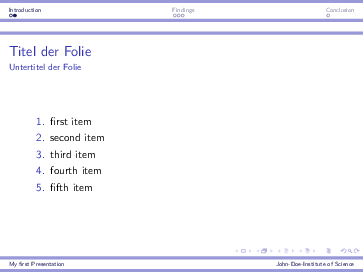 Introduction Findings Conclusion
Titel der Folie
Untertitel der Folie
1. first item
2. second item
3. third item
4. fourth item
5. fifth item
My first Presentation John-Doe-Institute of Science